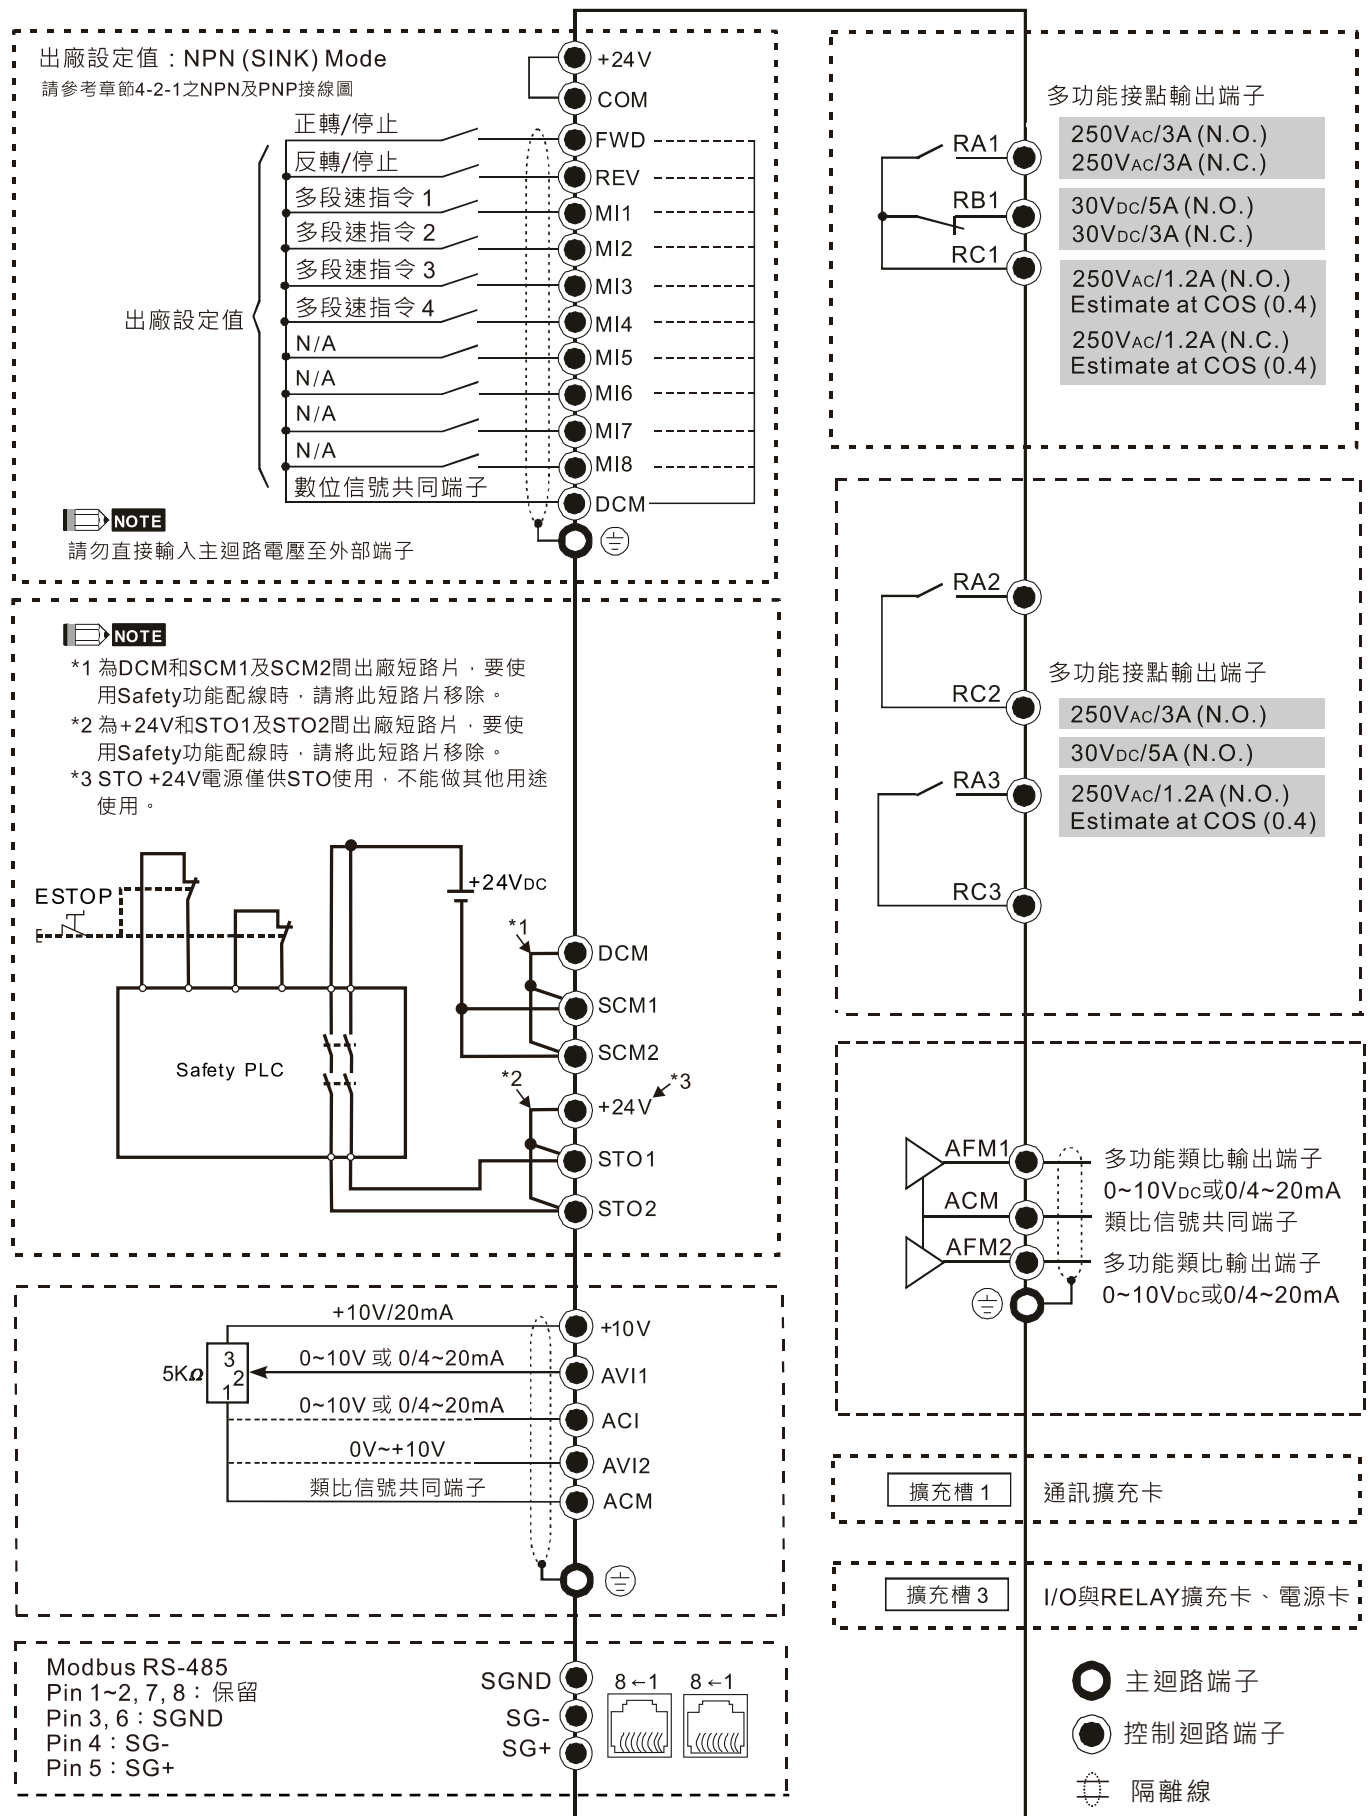 出廠設定值：NPN (SINK) Mode
請參考章節4-2-1之NPN及PNP接線圖
+24V
COM
正轉/停止
FWD
反轉/停止
REV
多段速指令 1
MI1
多段速指令 2
MI2
多段速指令 3
MI3
多段速指令 4
MI4
出廠設定值
N/A
MI5
N/A
MI6
N/A
MI7
N/A
MI8
數位信號共同端子
DCM
NOTE
請勿直接輸入主迴路電壓至外部端子
NOTE
*1 為DCM和SCM1及SCM2間出廠短路片，要使
用Safety功能配線時，請將此短路片移除。
*2 為+24V和STO1及STO2間出廠短路片，要使
用Safety功能配線時，請將此短路片移除。
*3 STO +24V電源僅供STO使用，不能做其他用途
使用。
ESTOP
+24VDC
Safety PLC
*1
DCM
SCM1
SCM2
*2
*3
+24V
STO1
STO2
+10V/20mA
+10V
5KΩ
3
2
1
0~10V 或 0/4~20mA
AVI1
0~10V 或 0/4~20mA
ACI
0V~+10V
AVI2
類比信號共同端子
ACM
Modbus RS-485
Pin 1~2, 7, 8：保留
Pin 3, 6：SGND
Pin 4：SG-
Pin 5：SG+
SGND
SG-
SG+
8←1
8←1
多功能接點輸出端子
RA1
RB1
RC1
250VAC/3A (N.O.)
250VAC/3A (N.C.)
30VDC/5A (N.O.)
30VDC/3A (N.C.)
250VAC/1.2A (N.O.)
Estimate at COS (0.4)
250VAC/1.2A (N.C.)
Estimate at COS (0.4)
RA2
RC2
RA3
RC3
多功能接點輸出端子
250VAC/3A (N.O.)
30VDC/5A (N.O.)
250VAC/1.2A (N.O.)
Estimate at COS (0.4)
AFM1
多功能類比輸出端子
0~10VDC或0/4~20mA
ACM
類比信號共同端子
AFM2
多功能類比輸出端子
0~10VDC或0/4~20mA
擴充槽 1
通訊擴充卡
擴充槽 3
I/O與RELAY擴充卡、電源卡
主迴路端子
控制迴路端子
隔離線